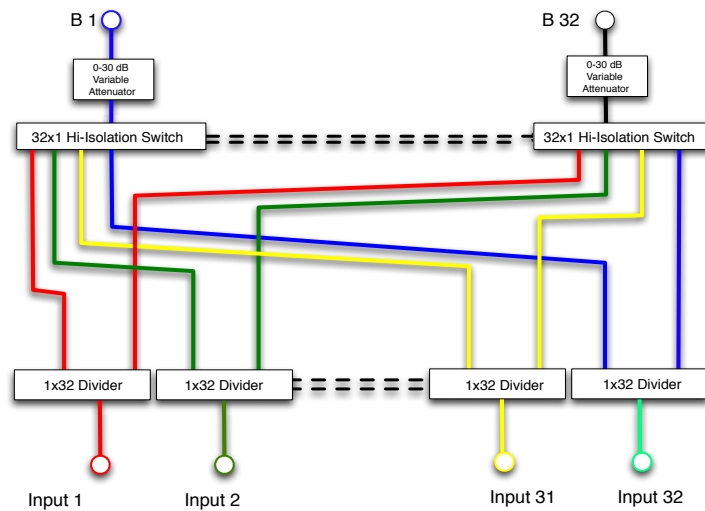 B 1
B 32
0-30 dB
Variable
Attenuator
0-30 dB
Variable
Attenuator
32x1 Hi-Isolation Switch
32x1 Hi-Isolation Switch
1x32 Divider
1x32 Divider
1x32 Divider
1x32 Divider
Input 1
Input 2
Input 31
Input 32